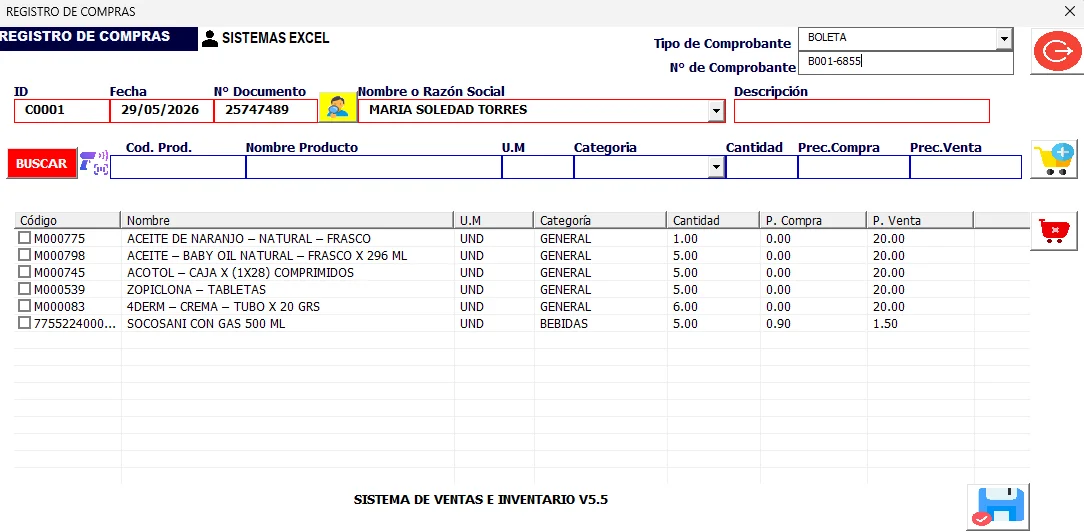 REGISTRO DE COMPRAS
REGISTRO DE COMPRAS SISTEMAS EXCEL
Tipo de Comprobante BOLETA
N° de Comprobante B001-6855
ID Fecha N° Documento Nombre o Razón Social Descripción
C0001 29/05/2026 25747489 MARIA SOLEDAD TORRES
Cod. Prod. Nombre Producto U.M Categoria Cantidad Prec.Compra Prec.Venta
BUSCAR
Código Nombre U.M Categoría Cantidad P. Compra P. Venta
M000775 ACEITE DE NARANJO – NATURAL – FRASCO UND GENERAL 1.00 0.00 20.00
M000798 ACEITE – BABY OIL NATURAL – FRASCO X 296 ML UND GENERAL 5.00 0.00 20.00
M000745 ACOTOL – CAJA X (1X28) COMPRIMIDOS UND GENERAL 5.00 0.00 20.00
M000539 ZOPICLONA – TABLETAS UND GENERAL 5.00 0.00 20.00
M000083 4DERM – CREMA – TUBO X 20 GRS UND GENERAL 6.00 0.00 20.00
7755224000... SOCOSANI CON GAS 500 ML UND BEBIDAS 5.00 0.90 1.50
SISTEMA DE VENTAS E INVENTARIO V5.5